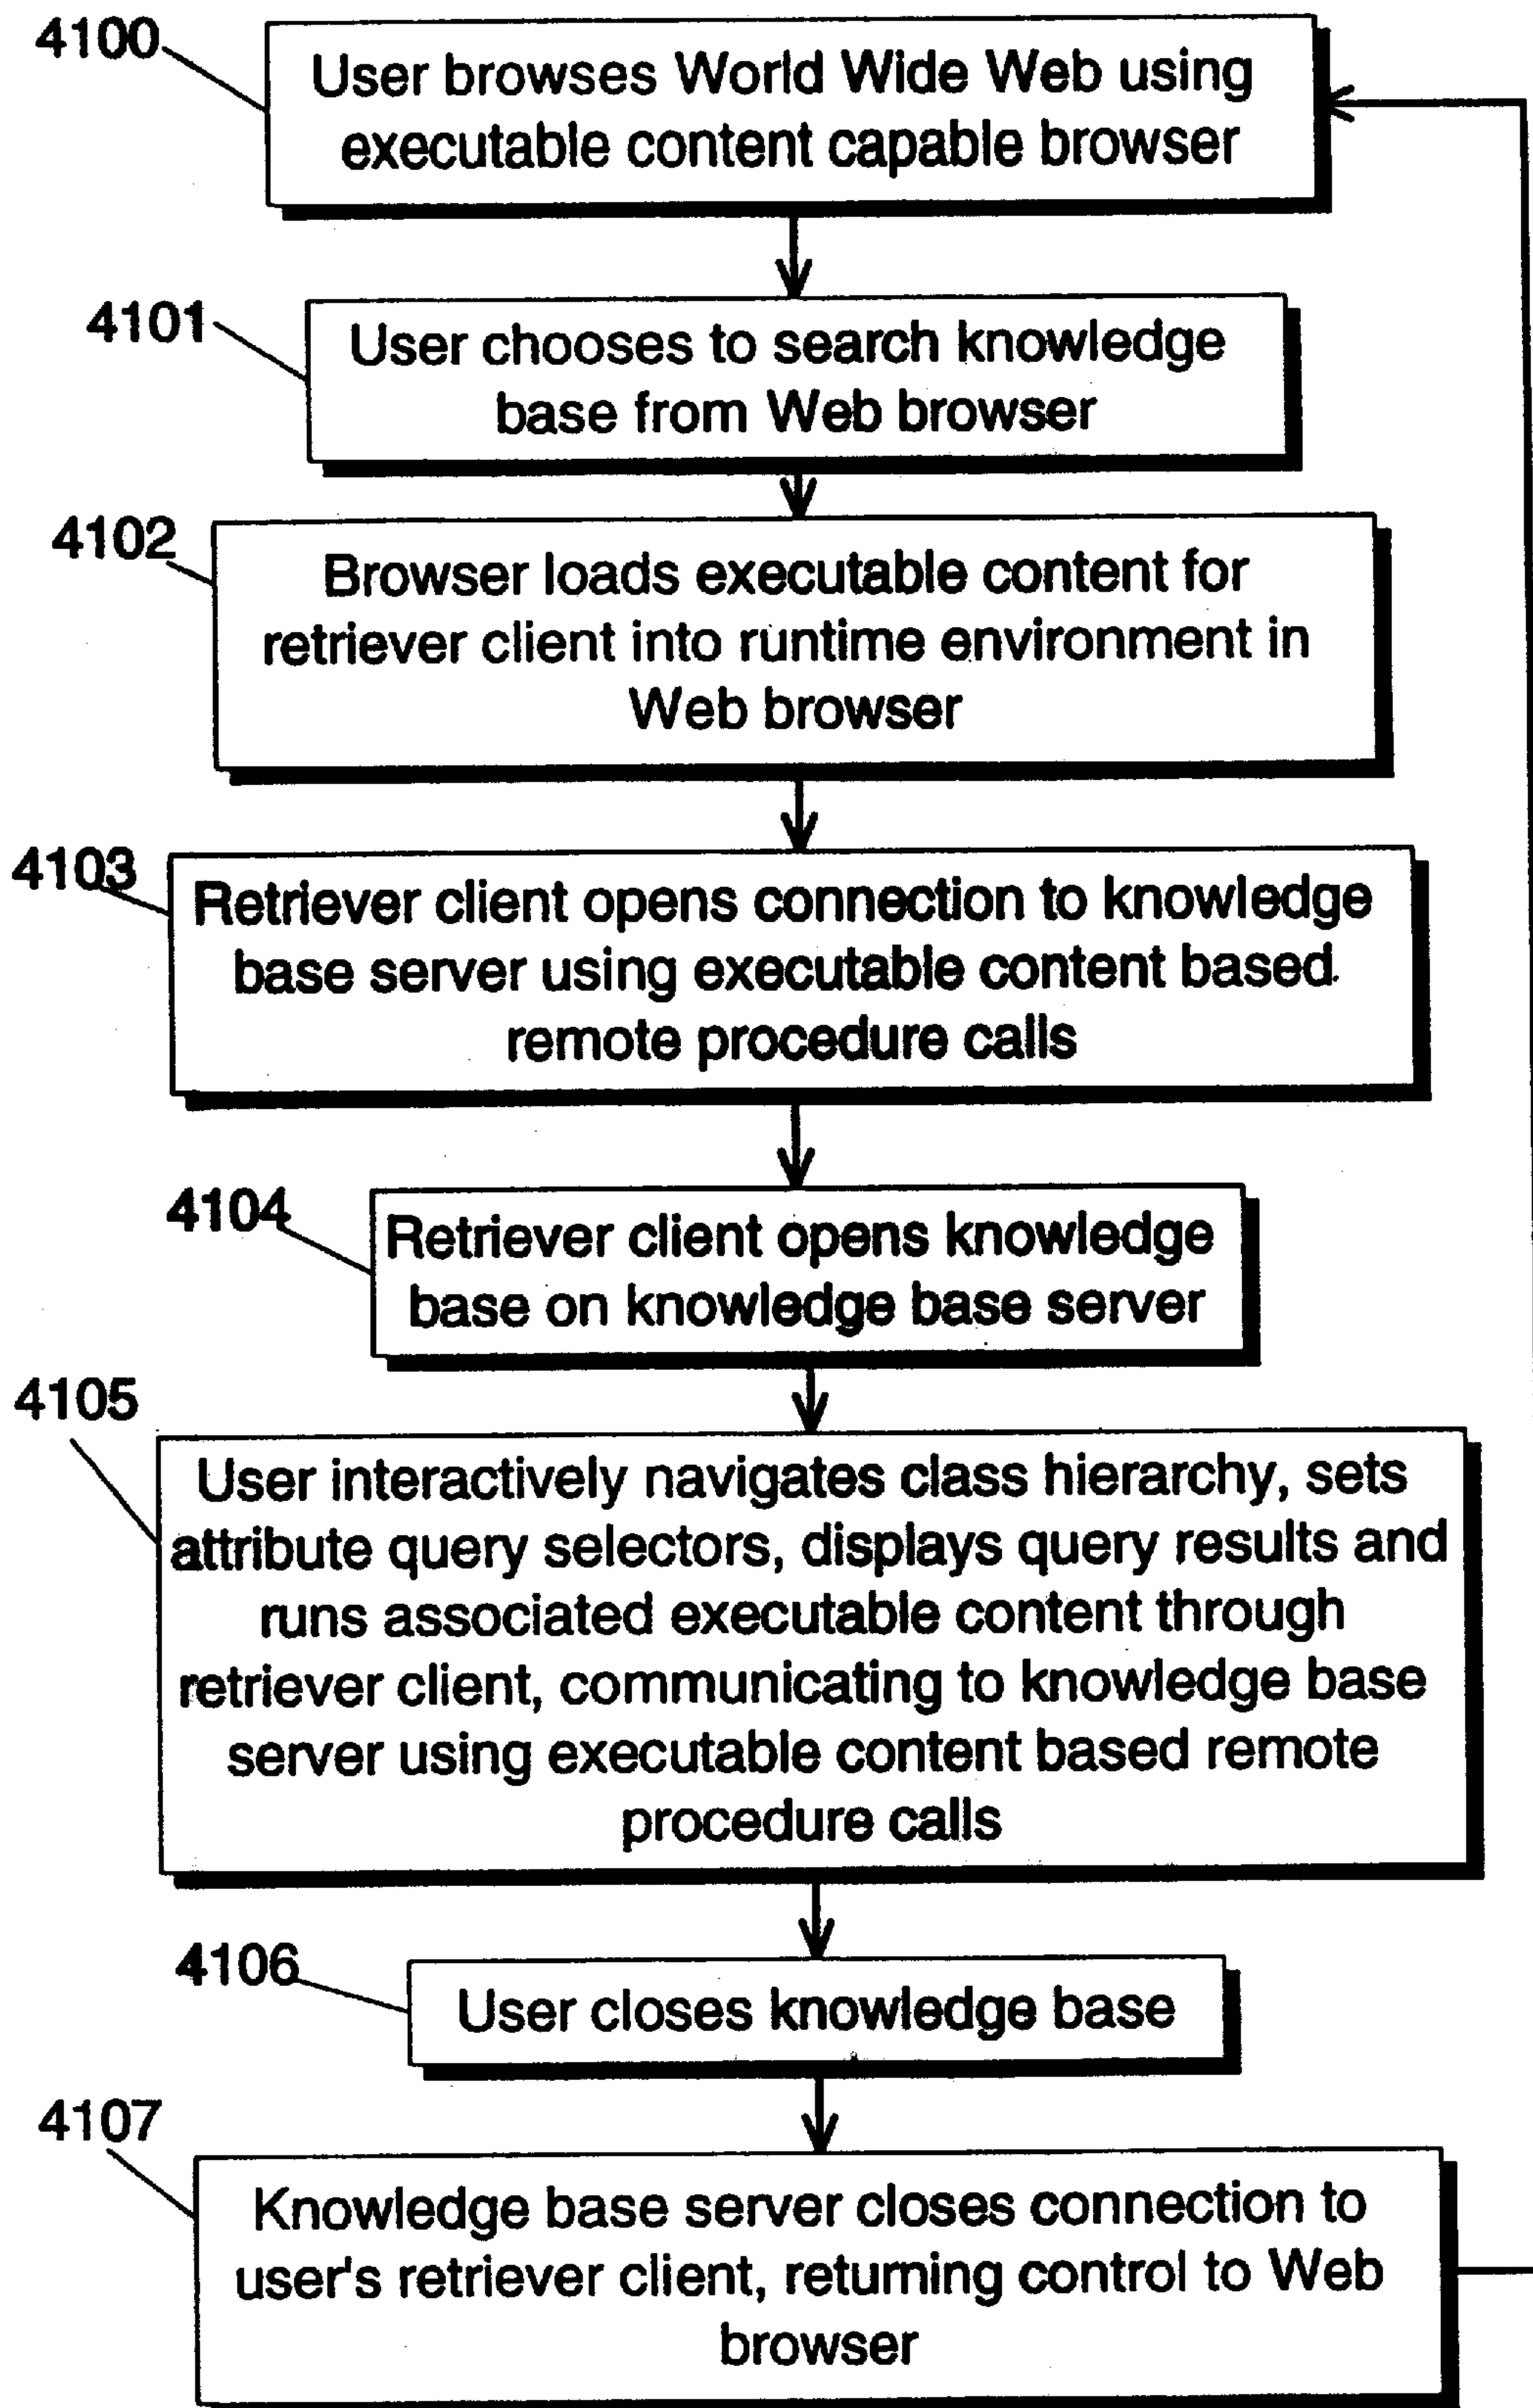 4100
User browses World Wide Web using
executable content capable browser
4101
User chooses to search knowledge
base from Web browser
4102
Browser loads executable content for
retriever client into runtime environment in
Web browser
4103
Retriever client opens connection to knowledge
base server using executable content based
remote procedure calls
4104
Retriever client opens knowledge
base on knowledge base server
4105
User interactively navigates class hierarchy, sets
attribute query selectors, displays query results and
runs associated executable content through
retriever client, communicating to knowledge base
server using executable content based remote
procedure calls
4106
User closes knowledge base
4107
Knowledge base server closes connection to
user's retriever client, returning control to Web
browser